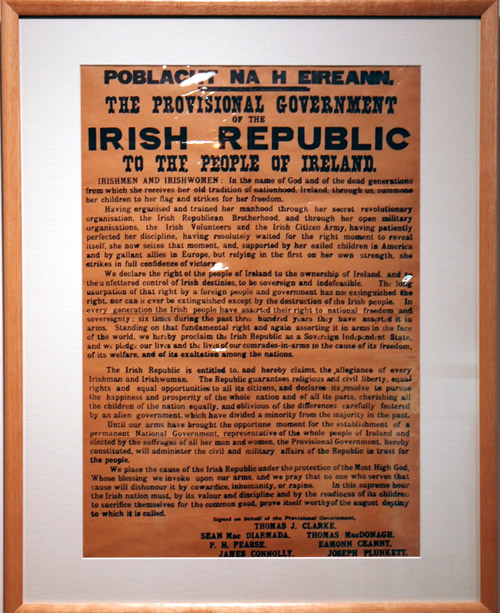 POBLACHT NA H EIREANN.
THE PROVISIONAL GOVERNMENT
OF THE
IRISH REPUBLIC
TO THE PEOPLE OF IRELAND.
IRISHMEN AND IRISHWOMEN: In the name of God and of the dead generations
from which she receives her old tradition of nationhood, Ireland, through us, summons
her children to her flag and strikes for her freedom.
Having organised and trained her manhood through her secret revolutionary
organisation, the Irish Republican Brotherhood, and through her open military
organisations, the Irish Volunteers and the Irish Citizen Army, having patiently
perfected her discipline, having resolutely waited for the right moment to reveal
itself, she now seizes that moment, and, supported by her exiled children in America
and by gallant allies in Europe, but relying in the first on her own strength, she
strikes in full confidence of victory.
We declare the right of the people of Ireland to the ownership of Ireland, and to
the unfettered control of Irish destinies, to be sovereign and indefeasible. The long
usurpation of that right by a foreign people and government has not extinguished the
right, nor can it ever be extinguished except by the destruction of the Irish people. In
every generation the Irish people have asserted their right to national freedom and
sovereignty; six times during the past three hundred years they have asserted it in
arms. Standing on that fundamental right and again asserting it in arms in the face
of the world, we hereby proclaim the Irish Republic as a Sovereign Independent State,
and we pledge our lives and the lives of our comrades-in-arms to the cause of its freedom,
of its welfare, and of its exaltation among the nations.
The Irish Republic is entitled to, and hereby claims, the allegiance of every
Irishman and Irishwoman. The Republic guarantees religious and civil liberty, equal
rights and equal opportunities to all its citizens, and declares its resolve to pursue
the happiness and prosperity of the whole nation and of all its parts, cherishing all
the children of the nation equally, and oblivious of the differences carefully fostered
by an alien government, which have divided a minority from the majority in the past.
Until our arms have brought the opportune moment for the establishment of a
permanent National Government, representative of the whole people of Ireland and
elected by the suffrages of all her men and women, the Provisional Government, hereby
constituted, will administer the civil and military affairs of the Republic in trust for
the people.
We place the cause of the Irish Republic under the protection of the Most High God,
Whose blessing we invoke upon our arms, and we pray that no one who serves that
cause will dishonour it by cowardice, inhumanity, or rapine. In this supreme hour
the Irish nation must, by its valour and discipline and by the readiness of its children
to sacrifice themselves for the common good, prove itself worthy of the august destiny
to which it is called.
Signed on Behalf of the Provisional Government,
THOMAS J. CLARKE,
SEAN Mac DIARMADA, THOMAS MacDONAGH,
P. H. PEARSE, EAMONN CEANNT,
JAMES CONNOLLY, JOSEPH PLUNKETT.